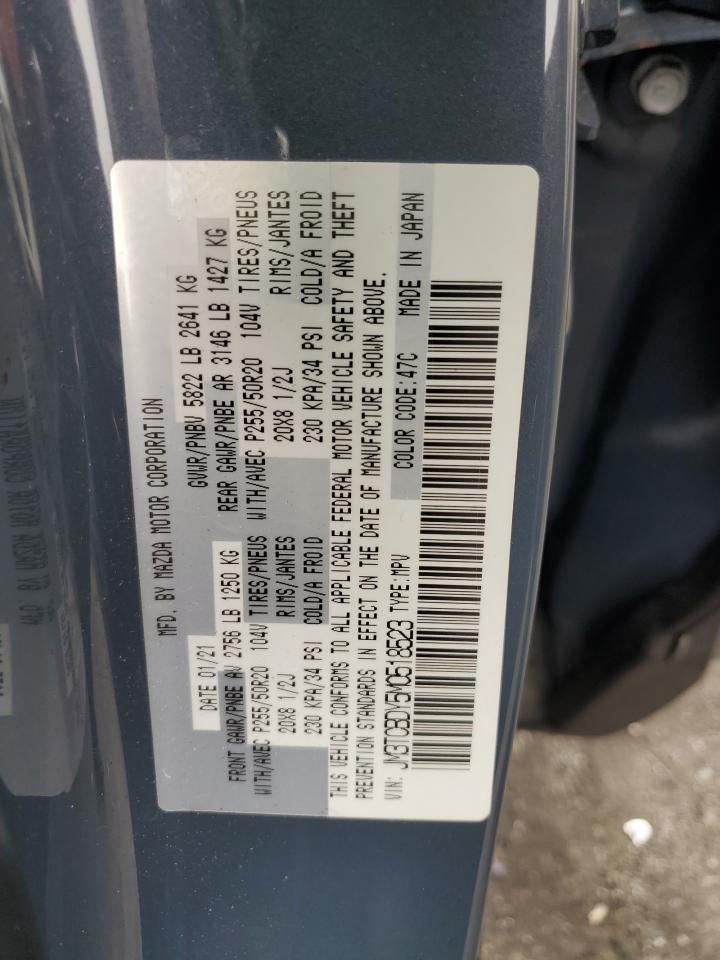 MFD. BY MAZDA MOTOR CORPORATION
DATE 01/21 GVWR/PNBV 5822 LB 2641 KG
FRONT GAWR/PNBE AV 2756 LB 1250 KG REAR GAWR/PNBE AR 3146 LB 1427 KG
WITH/AVEC P255/50R20 104V TIRES/PNEUS WITH/AVEC P255/50R20 104V TIRES/PNEUS
20X8 1/2J RIMS/JANTES 20X8 1/2J RIMS/JANTES
230 KPA/34 PSI COLD/A FROID 230 KPA/34 PSI COLD/A FROID
THIS VEHICLE CONFORMS TO ALL APPLICABLE FEDERAL MOTOR VEHICLE SAFETY AND THEFT
PREVENTION STANDARDS IN EFFECT ON THE DATE OF MANUFACTURE SHOWN ABOVE.
VIN: JM3TCBDY5M0518523 TYPE:MPV COLOR CODE:47C MADE IN JAPAN